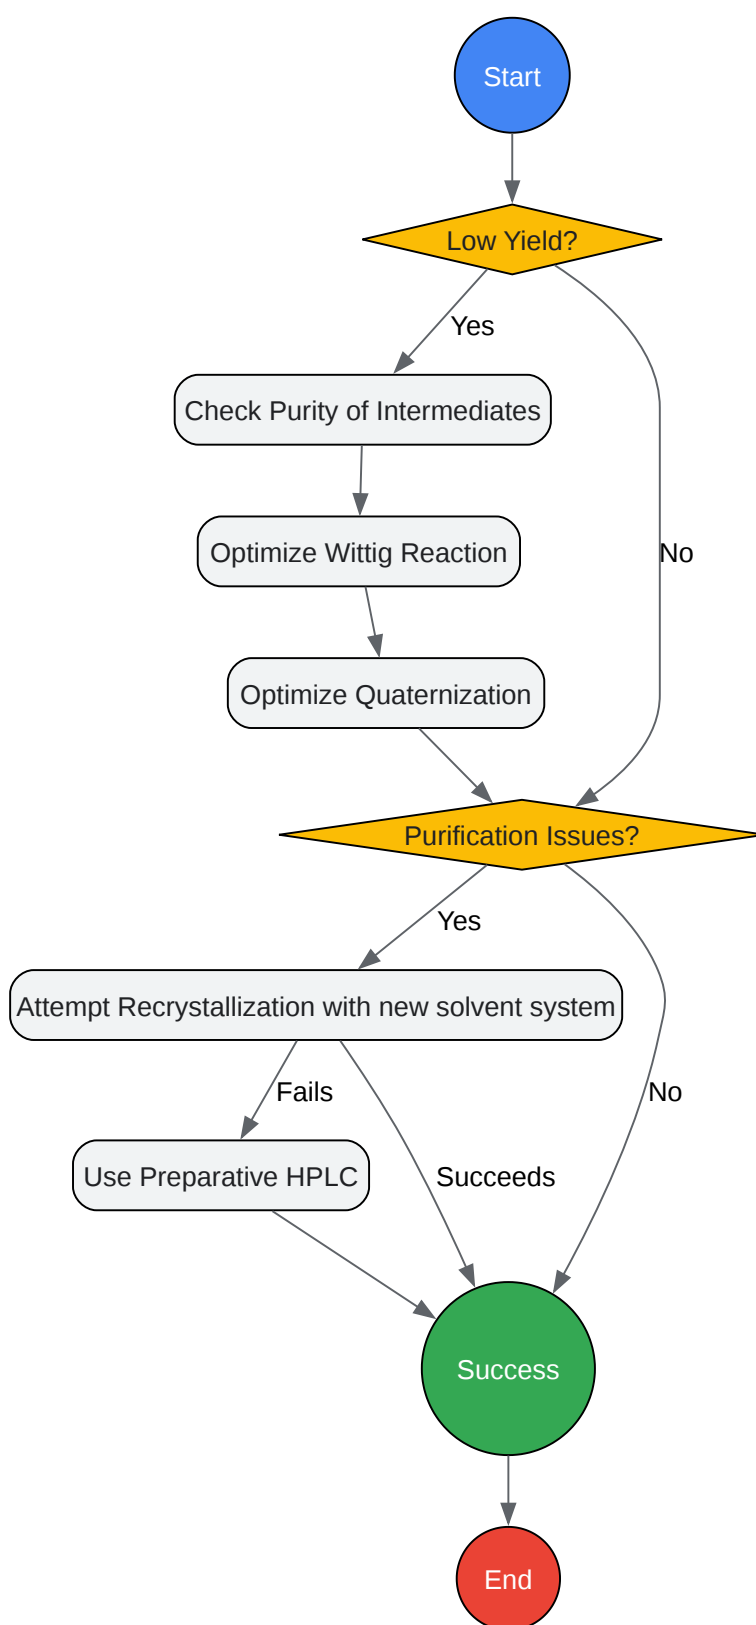 Start
Low Yield?
Yes
Check Purity of Intermediates
Optimize Wittig Reaction
No
Optimize Quaternization
Purification Issues?
Yes
Attempt Recrystallization with new solvent system
Fails
No
Use Preparative HPLC
Succeeds
Success
End